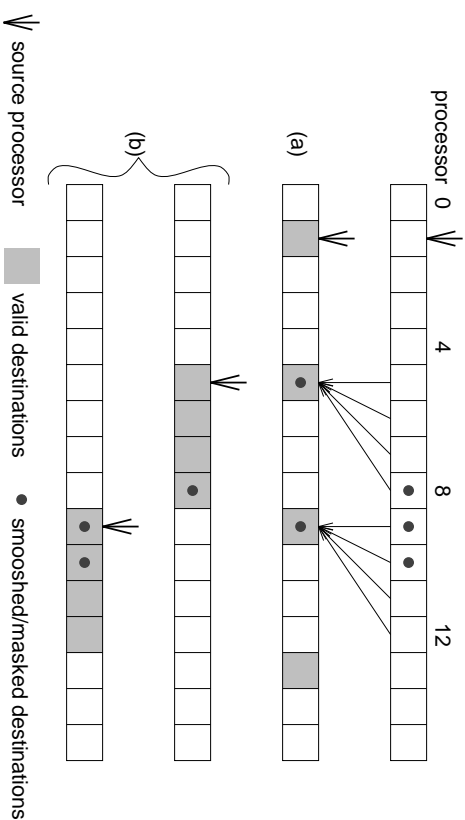 processor 0 4 8 12
(a)
(b)
source processor valid destinations smooshed/masked destinations